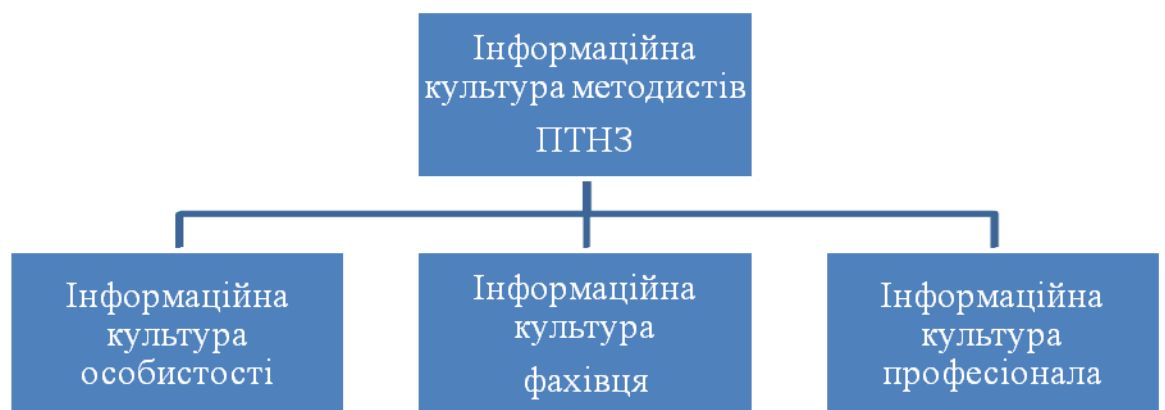 Інформаційна
культура методистів
ПТНЗ
Інформаційна
культура
особистості
Інформаційна
культура
фахівця
Інформаційна
культура
професіонала